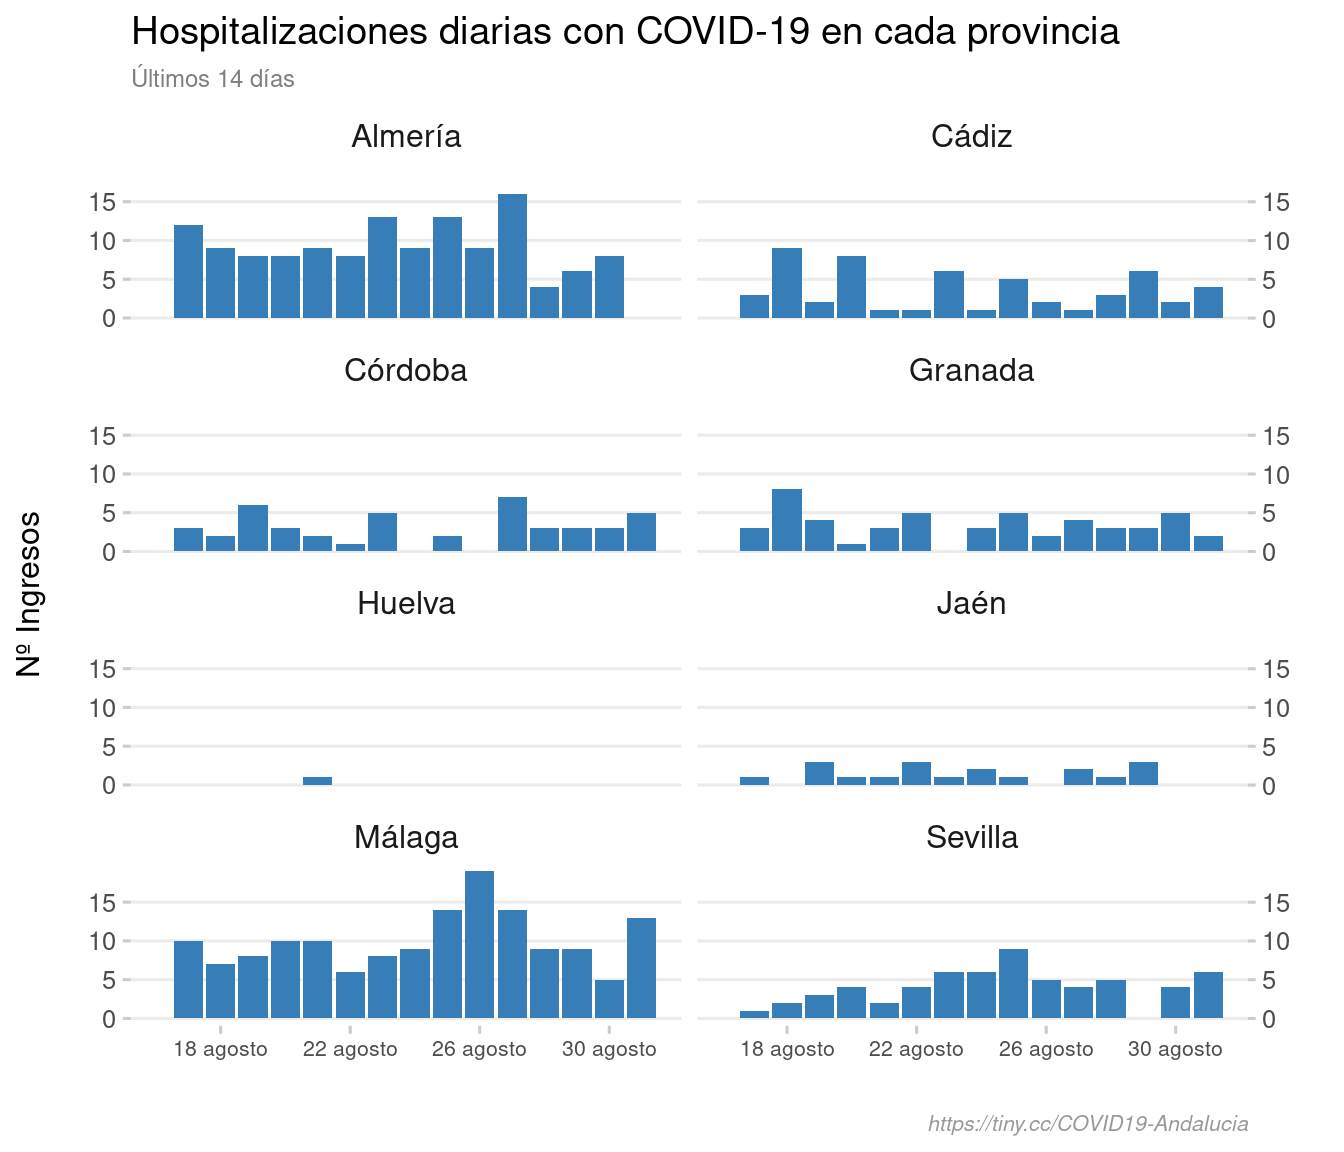 Hospitalizaciones diarias con COVID-19 en cada provincia
Últimos 14 días
Almería
Cádiz
15
10
5
0
15
10
5
0
Córdoba
Granada
15
10
5
0
15
10
5
0
Nº Ingresos
Huelva
Jaén
15
10
5
0
15
10
5
0
Málaga
Sevilla
15
10
5
0
15
10
5
0
18 agosto 22 agosto 26 agosto 30 agosto
18 agosto 22 agosto 26 agosto 30 agosto
https://tiny.cc/COVID19-Andalucia